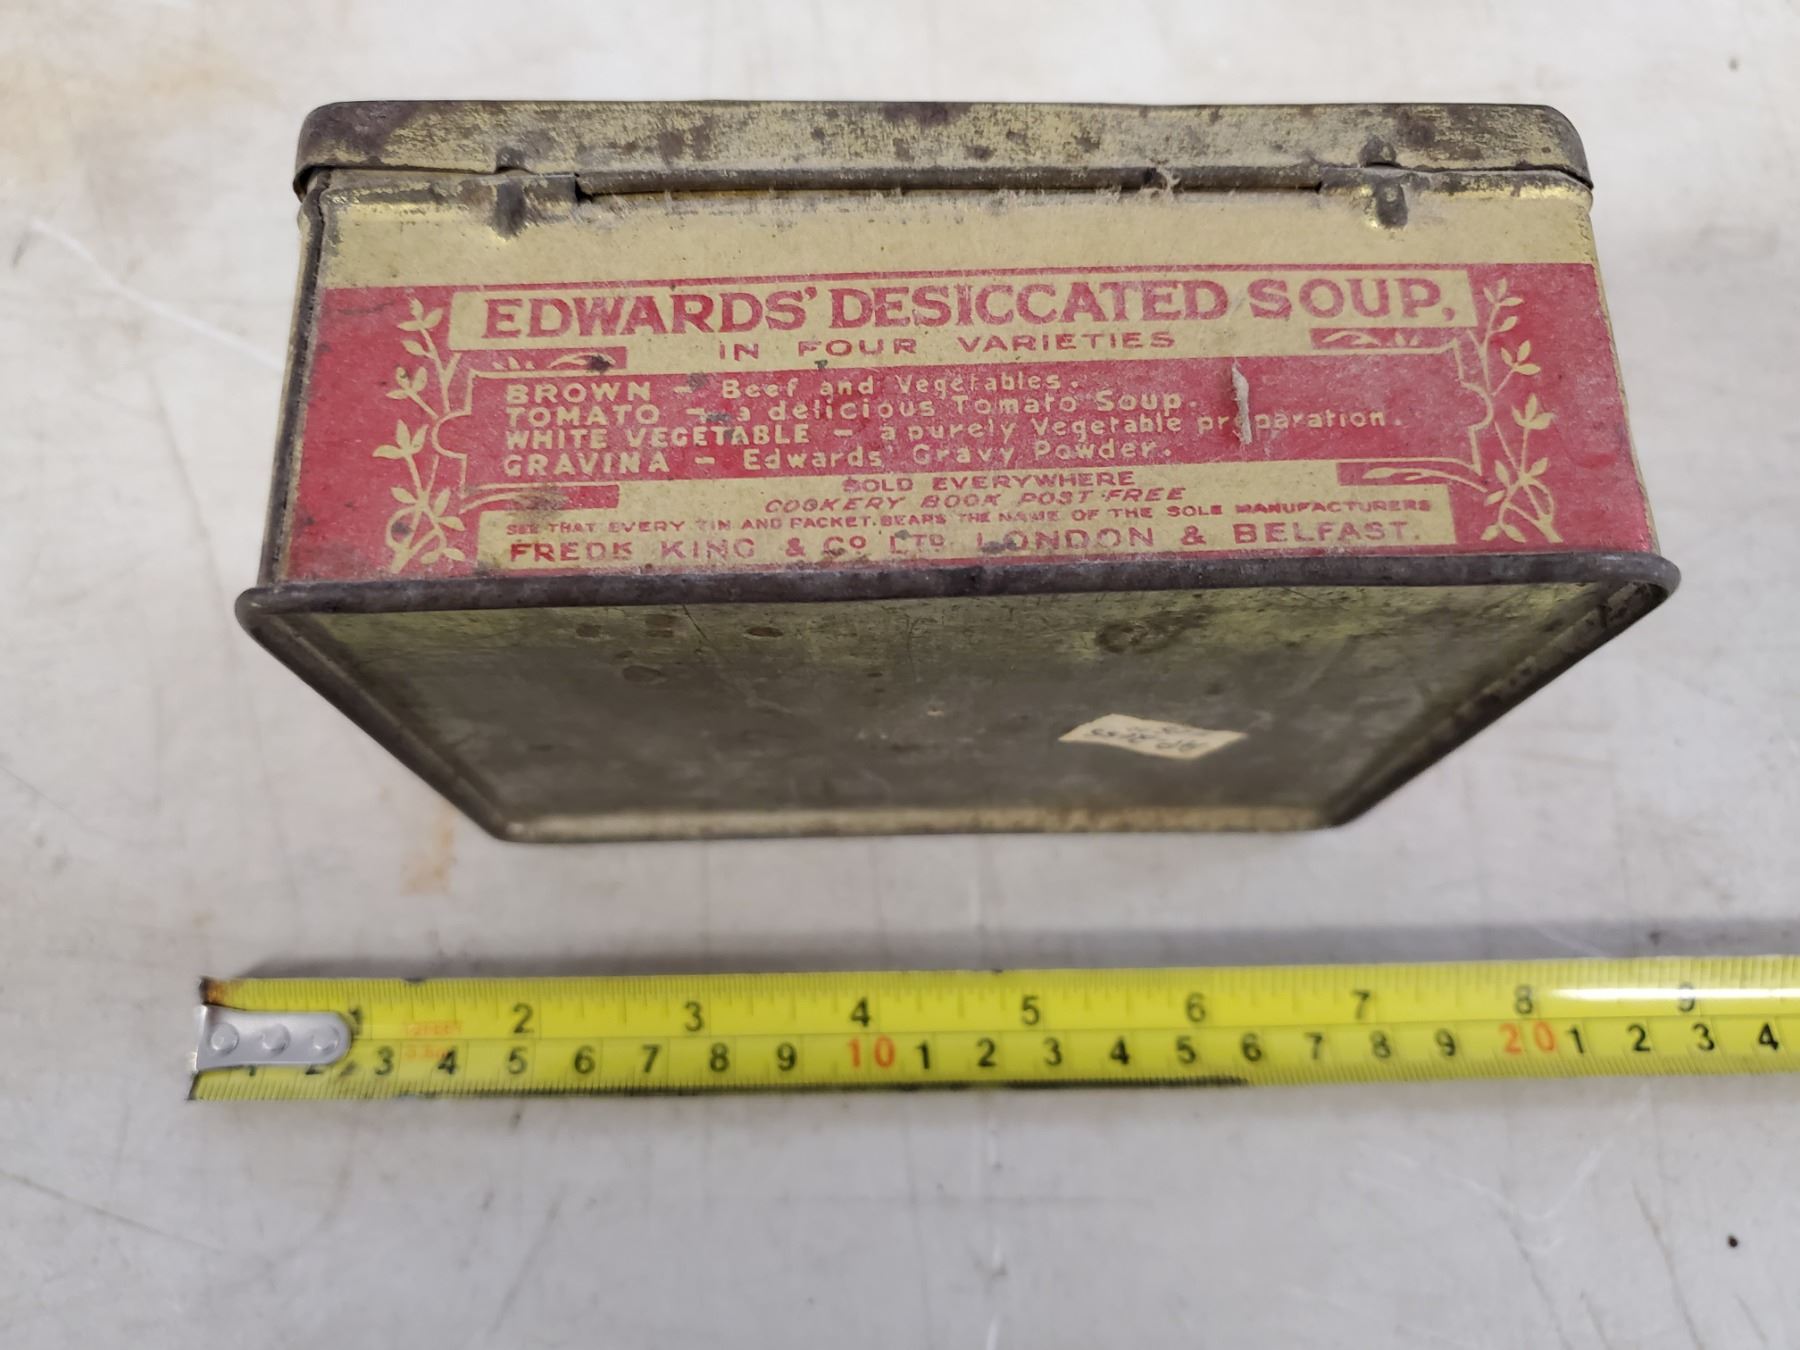 EDWARDS' DESICCATED SOUP.
IN FOUR VARIETIES
BROWN – Beef and Vegetables.
TOMATO – a delicious Tomato Soup.
WHITE VEGETABLE – a purely Vegetable preparation.
GRAVINA – Edwards' Gravy Powder.
SOLD EVERYWHERE
COOKERY BOOK POST FREE
SEE THAT EVERY TIN AND PACKET BEARS THE NAME OF THE SOLE MANUFACTURERS
FREDK KING & CO LTD LONDON & BELFAST.
1 2 3 4 5 6 7 8 9
1 2 3 4 5 6 7 8 9 10 1 2 3 4 5 6 7 8 9 20 1 2 3 4